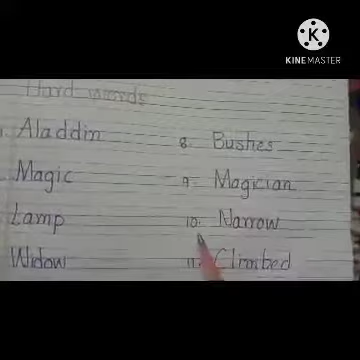 KINEMASTER
Hard words
Aladdin
Magic
Lamp
Widow
8. Bushes
9. Magician
10. Narrow
11. Climbed